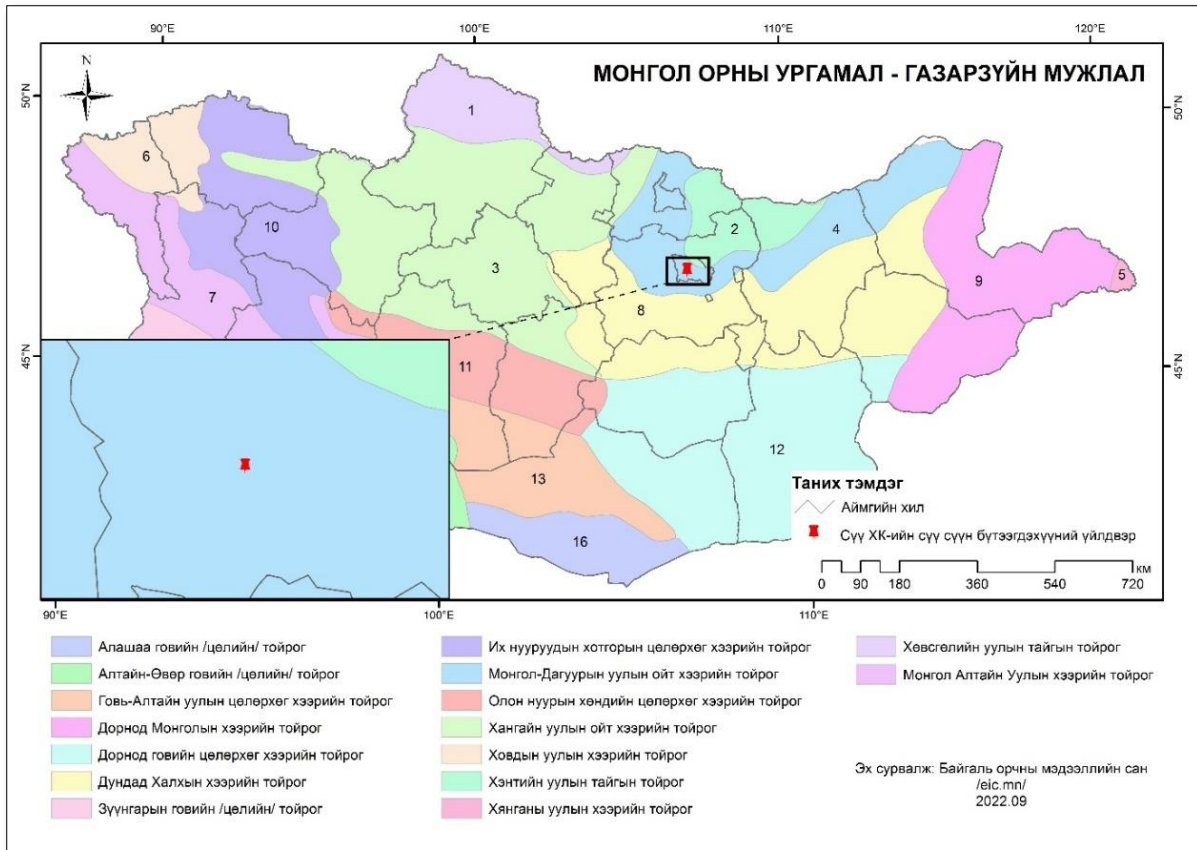 90°E 100°E 110°E 120°E
МОНГОЛ ОРНЫ УРГАМАЛ - ГАЗАРЗҮЙН МУЖЛАЛ
N
50°N
50°N
1
6
2
10
4
3
5
9
7
8
45°N
45°N
11
12
13
16
Таних тэмдэг
Аймгийн хил
Сүү ХК-ийн сүү сүүн бүтээгдэхүүний үйлдвэр
км
0 90 180 360 540 720
90°E 100°E 110°E
Алашаа говийн /цөлийн/ тойрог
Алтайн-Өвөр говийн /цөлийн/ тойрог
Говь-Алтайн уулын цөлөрхөг хээрийн тойрог
Дорнод Монголын хээрийн тойрог
Дорнод говийн цөлөрхөг хээрийн тойрог
Дундад Халхын хээрийн тойрог
Зүүнгарын говийн /цөлийн/ тойрог
Их нууруудын хотгорын цөлөрхөг хээрийн тойрог
Монгол-Дагуурын уулын ойт хээрийн тойрог
Олон нуурын хөндийн цөлөрхөг хээрийн тойрог
Хангайн уулын ойт хээрийн тойрог
Ховдын уулын хээрийн тойрог
Хэнтийн уулын тайгын тойрог
Хянганы уулын хээрийн тойрог
Хөвсгөлийн уулын тайгын тойрог
Монгол Алтайн Уулын хээрийн тойрог
Эх сурвалж: Байгаль орчны мэдээллийн сан
/eic.mn/
2022.09